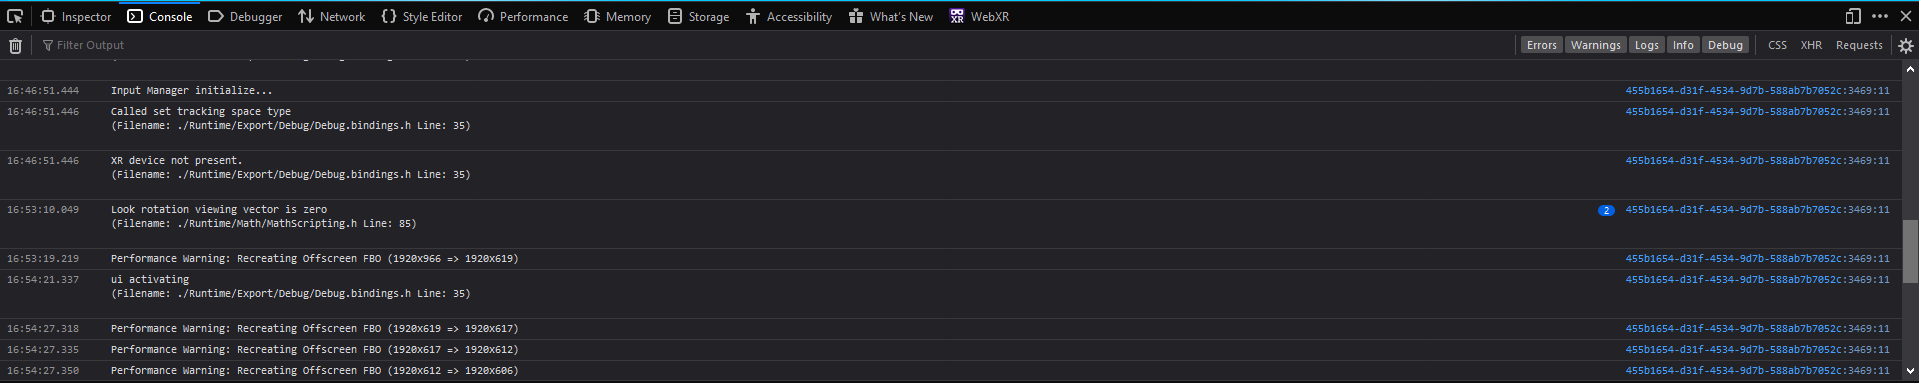 Inspector Console Debugger Network Style Editor Performance Memory Storage Accessibility What's New WebXR
Filter Output Errors Warnings Logs Info Debug CSS XHR Requests
16:46:51.444 Input Manager initialize... 455b1654-d31f-4534-9d7b-588ab7b7052c:3469:11
16:46:51.446 Called set tracking space type 455b1654-d31f-4534-9d7b-588ab7b7052c:3469:11
(Filename: ./Runtime/Export/Debug/Debug.bindings.h Line: 35)
16:46:51.446 XR device not present. 455b1654-d31f-4534-9d7b-588ab7b7052c:3469:11
(Filename: ./Runtime/Export/Debug/Debug.bindings.h Line: 35)
16:53:10.049 Look rotation viewing vector is zero 2 455b1654-d31f-4534-9d7b-588ab7b7052c:3469:11
(Filename: ./Runtime/Math/MathScripting.h Line: 85)
16:53:19.219 Performance Warning: Recreating Offscreen FBO (1920x966 => 1920x619) 455b1654-d31f-4534-9d7b-588ab7b7052c:3469:11
16:54:21.337 ui activating 455b1654-d31f-4534-9d7b-588ab7b7052c:3469:11
(Filename: ./Runtime/Export/Debug/Debug.bindings.h Line: 35)
16:54:27.318 Performance Warning: Recreating Offscreen FBO (1920x619 => 1920x617) 455b1654-d31f-4534-9d7b-588ab7b7052c:3469:11
16:54:27.335 Performance Warning: Recreating Offscreen FBO (1920x617 => 1920x612) 455b1654-d31f-4534-9d7b-588ab7b7052c:3469:11
16:54:27.350 Performance Warning: Recreating Offscreen FBO (1920x612 => 1920x606) 455b1654-d31f-4534-9d7b-588ab7b7052c:3469:11